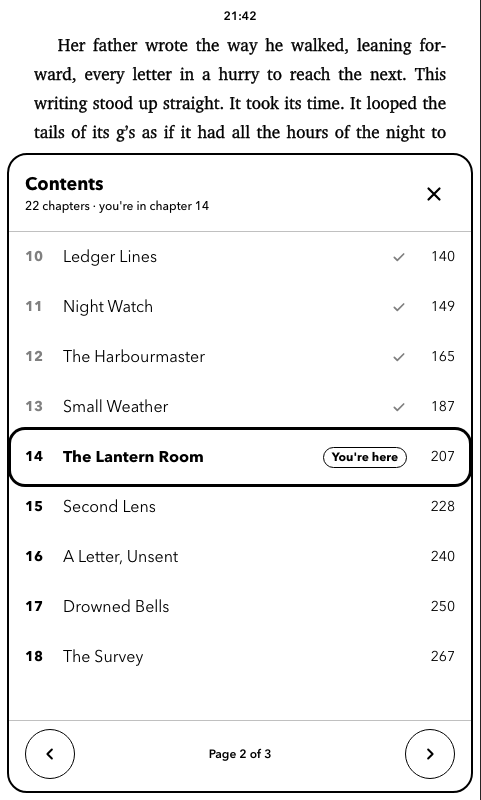 21:42
Her father wrote the way he walked, leaning for-
ward, every letter in a hurry to reach the next. This
writing stood up straight. It took its time. It looped the
tails of its g’s as if it had all the hours of the night to
Contents
22 chapters · you're in chapter 14
10 Ledger Lines 140
11 Night Watch 149
12 The Harbourmaster 165
13 Small Weather 187
14 The Lantern Room You're here 207
15 Second Lens 228
16 A Letter, Unsent 240
17 Drowned Bells 250
18 The Survey 267
Page 2 of 3